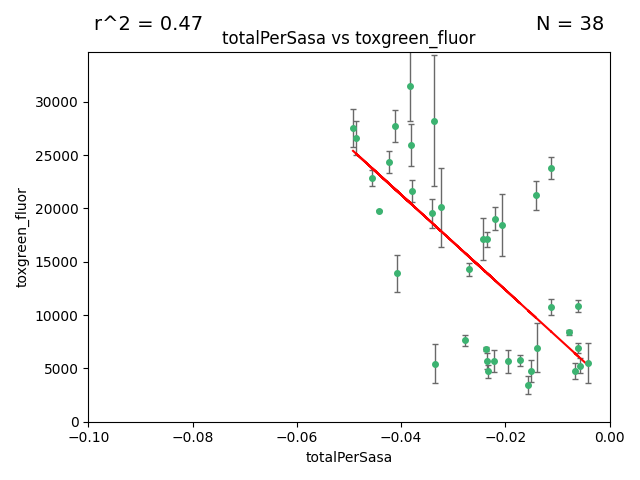 r^2 = 0.47
N = 38
totalPerSasa vs toxgreen_fluor
toxgreen_fluor
30000
25000
20000
15000
10000
5000
0
−0.10
−0.08
−0.06
−0.04
−0.02
0.00
totalPerSasa